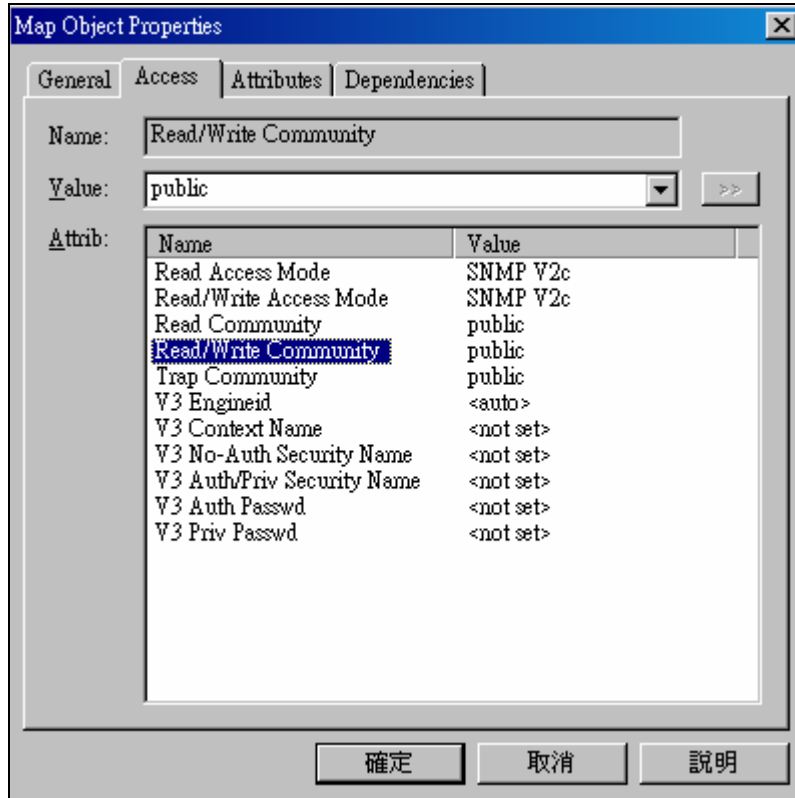 Map Object Properties
General Access Attributes Dependencies
Name: Read/Write Community
Value: public >>
Attrib: Name Value
Read Access Mode SNMP V2c
Read/Write Access Mode SNMP V2c
Read Community public
Read/Write Community public
Trap Community public
V3 Engineid <auto>
V3 Context Name <not set>
V3 No-Auth Security Name <not set>
V3 Auth/Priv Security Name <not set>
V3 Auth Passwd <not set>
V3 Priv Passwd <not set>
確定 取消 說明